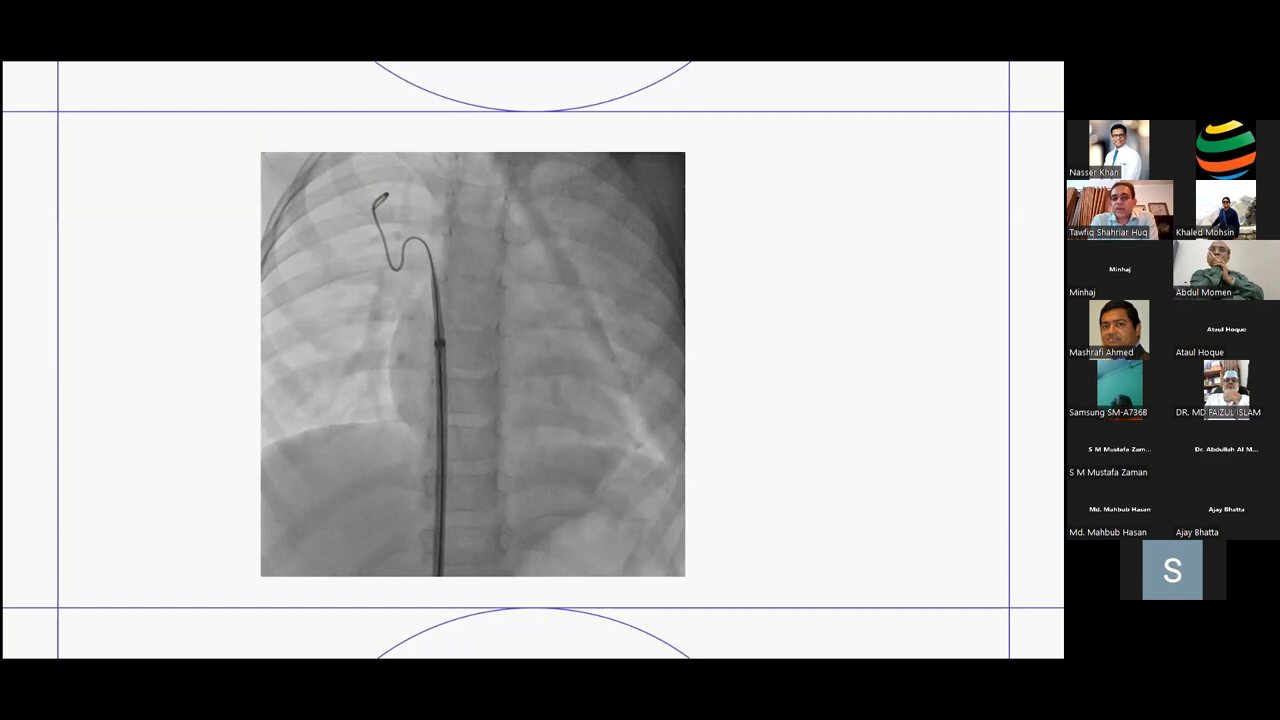 Nasser Khan
Tawfiq Shahriar Huq
Khaled Mohsin
Minhaj
Minhaj
Abdul Momen
Mashrafi Ahmed
Ataul Hoque
Ataul Hoque
Samsung SM-A736B
DR. MD FAIZUL ISLAM
S M Mustafa Zam...
S M Mustafa Zaman
Dr. Abdullah Al M...
Md. Mahbub Hasan
Md. Mahbub Hasan
Ajay Bhatta
Ajay Bhatta
S